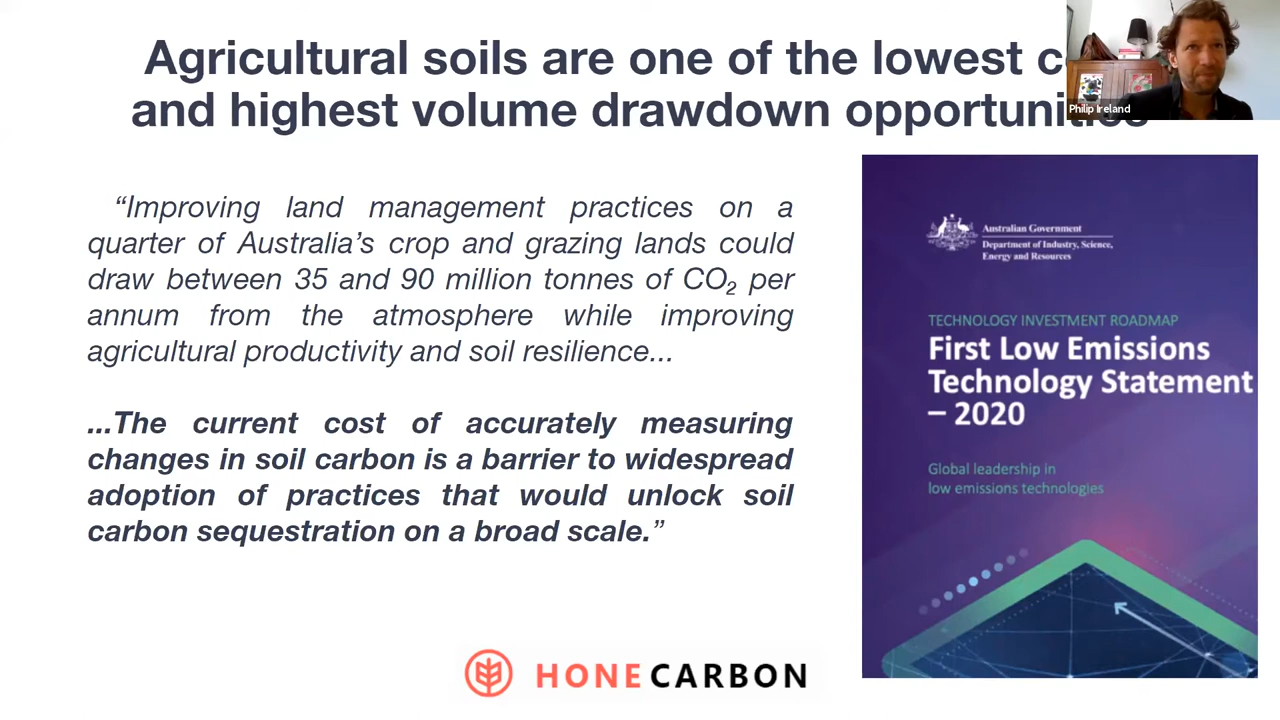 Agricultural soils are one of the lowest c
and highest volume drawdown opportunities
Philip Ireland
“Improving land management practices on a
quarter of Australia’s crop and grazing lands could
draw between 35 and 90 million tonnes of CO₂ per
annum from the atmosphere while improving
agricultural productivity and soil resilience...
...The current cost of accurately measuring
changes in soil carbon is a barrier to widespread
adoption of practices that would unlock soil
carbon sequestration on a broad scale.”
Australian Government
Department of Industry, Science,
Energy and Resources
TECHNOLOGY INVESTMENT ROADMAP
First Low Emissions
Technology Statement
– 2020
Global leadership in
low emissions technologies
HONECARBON